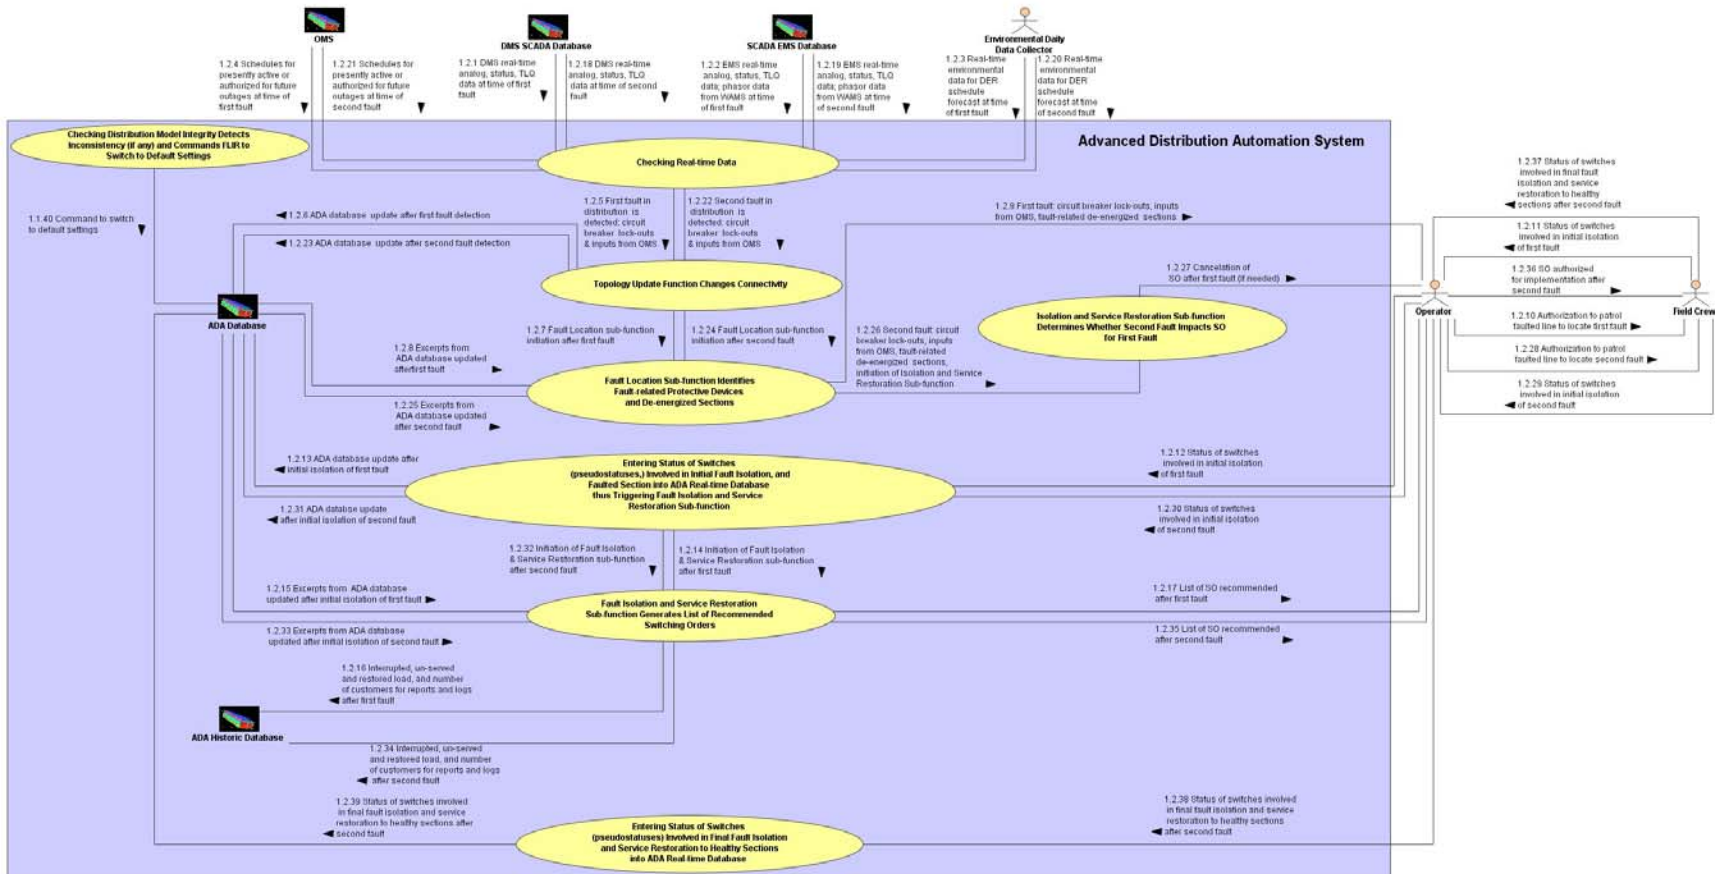 OMS
DMS SCADA Database
SCADA EMS Database
Environmental Daily
Data Collector
1.2.4 Schedules for
presently active or
authorized for future
outages at time of
first fault
1.2.21 Schedules for
presently active or
authorized for future
outages at time of
second fault
1.2.1 DMS real-time
analog, status, TLQ
data at time of first
fault
1.2.18 DMS real-time
analog, status, TLQ
data at time of second
fault
1.2.2 EMS real-time
analog, status, TLQ
data; phasor data
from WAMS at time
of first fault
1.2.19 EMS real-time
analog, status, TLQ
data; phasor data
from WAMS at time
of second fault
1.2.3 Real-time
environmental
data for DER
schedule
forecast at time
of first fault
1.2.20 Real-time
environmental
data for DER
schedule
forecast at time
of second fault
Advanced Distribution Automation System
Checking Distribution Model Integrity Detects
Inconsistency (if any) and Commands FLIR to
Switch to Default Settings
Checking Real-time Data
1.1.40 Command to switch
to default settings
1.2.6 ADA database update after first fault detection
1.2.23 ADA database update after second fault detection
1.2.5 First fault in
distribution is
detected: circuit
breaker lock-outs
& inputs from OMS
1.2.22 Second fault in
distribution is
detected: circuit
breaker lock-outs
& inputs from OMS
1.2.9 First fault: circuit breaker lock-outs, inputs
from OMS, fault-related de-energized sections
1.2.37 Status of switches
involved in final fault
isolation and service
restoration to healthy
sections after second fault
1.2.11 Status of switches
involved in initial isolation
of first fault
1.2.36 SO authorized
for implementation after
second fault
1.2.10 Authorization to patrol
faulted line to locate first fault
1.2.28 Authorization to patrol
faulted line to locate second fault
1.2.29 Status of switches
involved in initial isolation
of second fault
Operator
Field Crew
Topology Update Function Changes Connectivity
1.2.27 Cancelation of
SO after first fault (if needed)
Isolation and Service Restoration Sub-function
Determines Whether Second Fault Impacts SO
for First Fault
ADA Database
1.2.7 Fault Location sub-function
initiation after first fault
1.2.24 Fault Location sub-function
initiation after second fault
1.2.26 Second fault: circuit
breaker lock-outs, inputs
from OMS, fault-related
de-energized sections,
initiation of Isolation and Service
Restoration Sub-function
1.2.8 Excerpts from
ADA database updated
afterfirst fault
1.2.25 Excerpts from
ADA database updated
after second fault
Fault Location Sub-function Identifies
Fault-related Protective Devices
and De-energized Sections
1.2.13 ADA database update after
initial isolation of first fault
Entering Status of Switches
(pseudostatuses,) Involved in Initial Fault Isolation, and
Faulted Section into ADA Real-time Database
thus Triggering Fault Isolation and Service
Restoration Sub-function
1.2.12 Status of switches
involved in initial isolation
of first fault
1.2.31 ADA databse update
after initial isolation of second fault
1.2.30 Status of switches
involved in initial isolation
of second fault
1.2.32 Initiation of Fault Isolation
& Service Restoration sub-function
after second fault
1.2.14 Initiation of Fault Isolation
& Service Restoration sub-function
after first fault
1.2.15 Excerpts from ADA database
updated after initial isolation of first fault
Fault Isolation and Service Restoration
Sub-function Generates List of Recommended
Switching Orders
1.2.17 List of SO recommended
after first fault
1.2.33 Excerpts from ADA database
updated after initial isolation of second fault
1.2.35 List of SO recommended
after second fault
1.2.16 Interrupted, un-served
and restored load, and number
of customers for reports and logs
after first fault
ADA Historic Database
1.2.34 Interrupted, un-served
and restored load, and number
of customers for reports and logs
after second fault
1.2.39 Status of switches involved
in final fault isolation and service
restoration to healthy sections after
second fault
Entering Status of Switches
(pseudostatuses) Involved in Final Fault Isolation
and Service Restoration to Healthy Sections
into ADA Real-time Database
1.2.38 Status of switches involved
in final fault isolation and service
restoration to healthy sections
after second fault